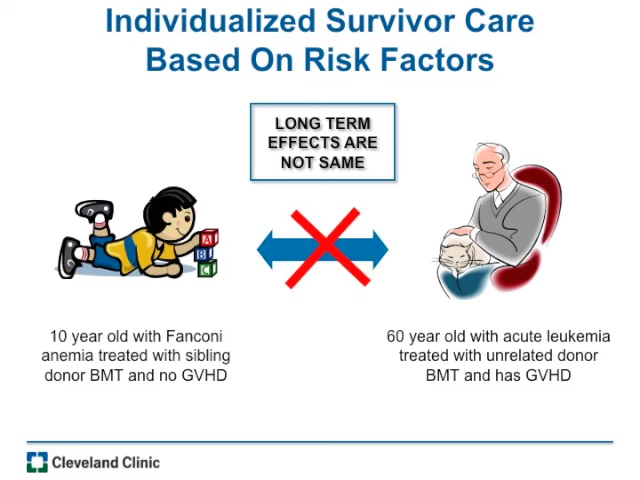 Individualized Survivor Care
Based On Risk Factors
LONG TERM
EFFECTS ARE
NOT SAME
A
B
C
10 year old with Fanconi
anemia treated with sibling
donor BMT and no GVHD
60 year old with acute leukemia
treated with unrelated donor
BMT and has GVHD
Cleveland Clinic